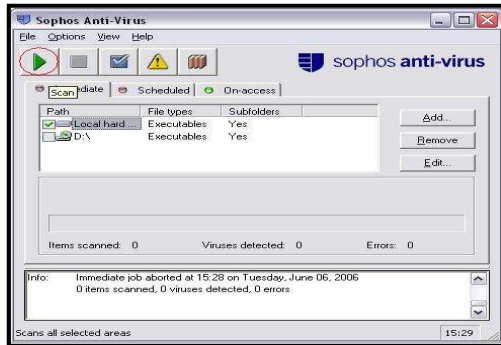 Sophos Anti-Virus
File Options View Help
sophos anti-virus
Scan ediate Scheduled On-access
Path File types Subfolders
Local hard ... Executables Yes
D:\ Executables Yes
Add...
Remove
Edit...
Items scanned: 0 Viruses detected: 0 Errors: 0
Info: Immediate job aborted at 15:28 on Tuesday, June 06, 2006
0 items scanned, 0 viruses detected, 0 errors
Scans all selected areas 15:29